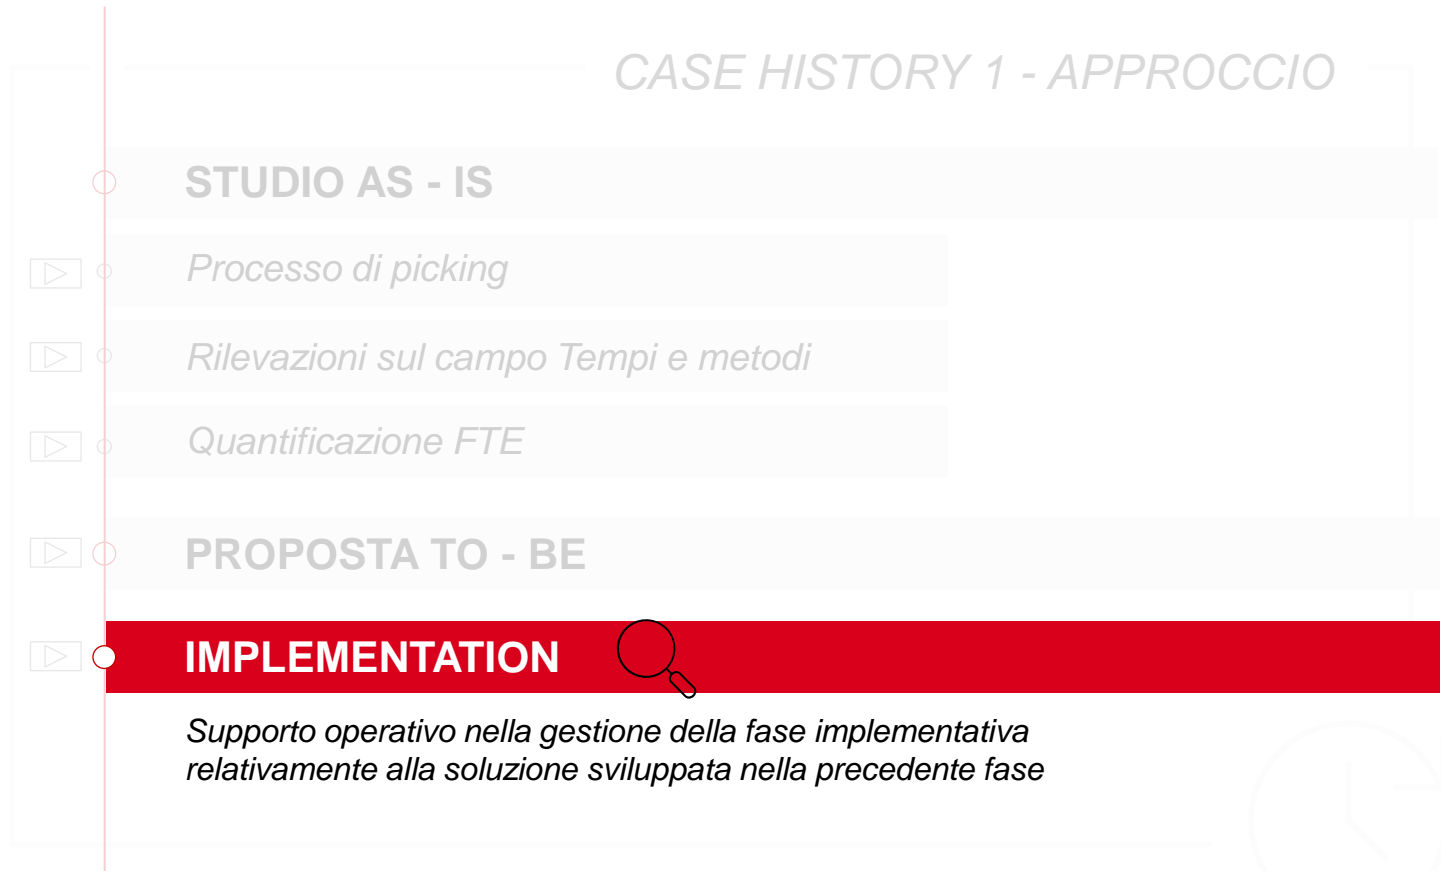 CASE HISTORY 1 - APPROCCIO
STUDIO AS - IS
Processo di picking
Rilevazioni sul campo Tempi e metodi
Quantificazione FTE
PROPOSTA TO - BE
IMPLEMENTATION
Supporto operativo nella gestione della fase implementativa
relativamente alla soluzione sviluppata nella precedente fase